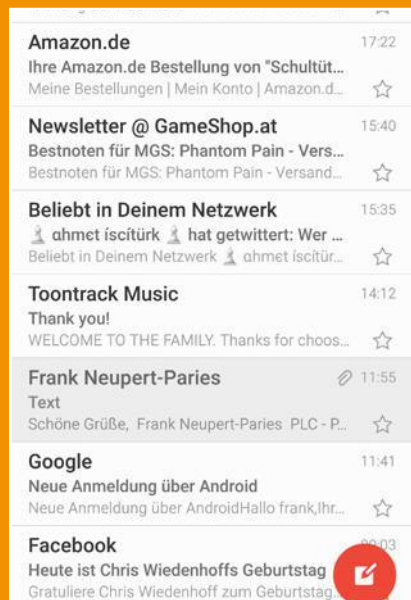 Amazon.de 17:22
Ihre Amazon.de Bestellung von "Schultüt...
Meine Bestellungen | Mein Konto | Amazon.d...
Newsletter @ GameShop.at 15:40
Bestnoten für MGS: Phantom Pain - Vers...
Bestnoten für MGS: Phantom Pain - Versand...
Beliebt in Deinem Netzwerk 15:35
ɑhmєt íscítürk hat getwittert: Wer ...
Beliebt in Deinem Netzwerk ɑhmєt íscítür...
Toontrack Music 14:12
Thank you!
WELCOME TO THE FAMILY. Thanks for choos...
Frank Neupert-Paries 11:55
Text
Schöne Grüße, Frank Neupert-Paries PLC - P...
Google 11:41
Neue Anmeldung über Android
Neue Anmeldung über AndroidHallo frank,Ihr...
Facebook
Heute ist Chris Wiedenhoffs Geburtstag
Gratuliere Chris Wiedenhoff zum Geburtstag...